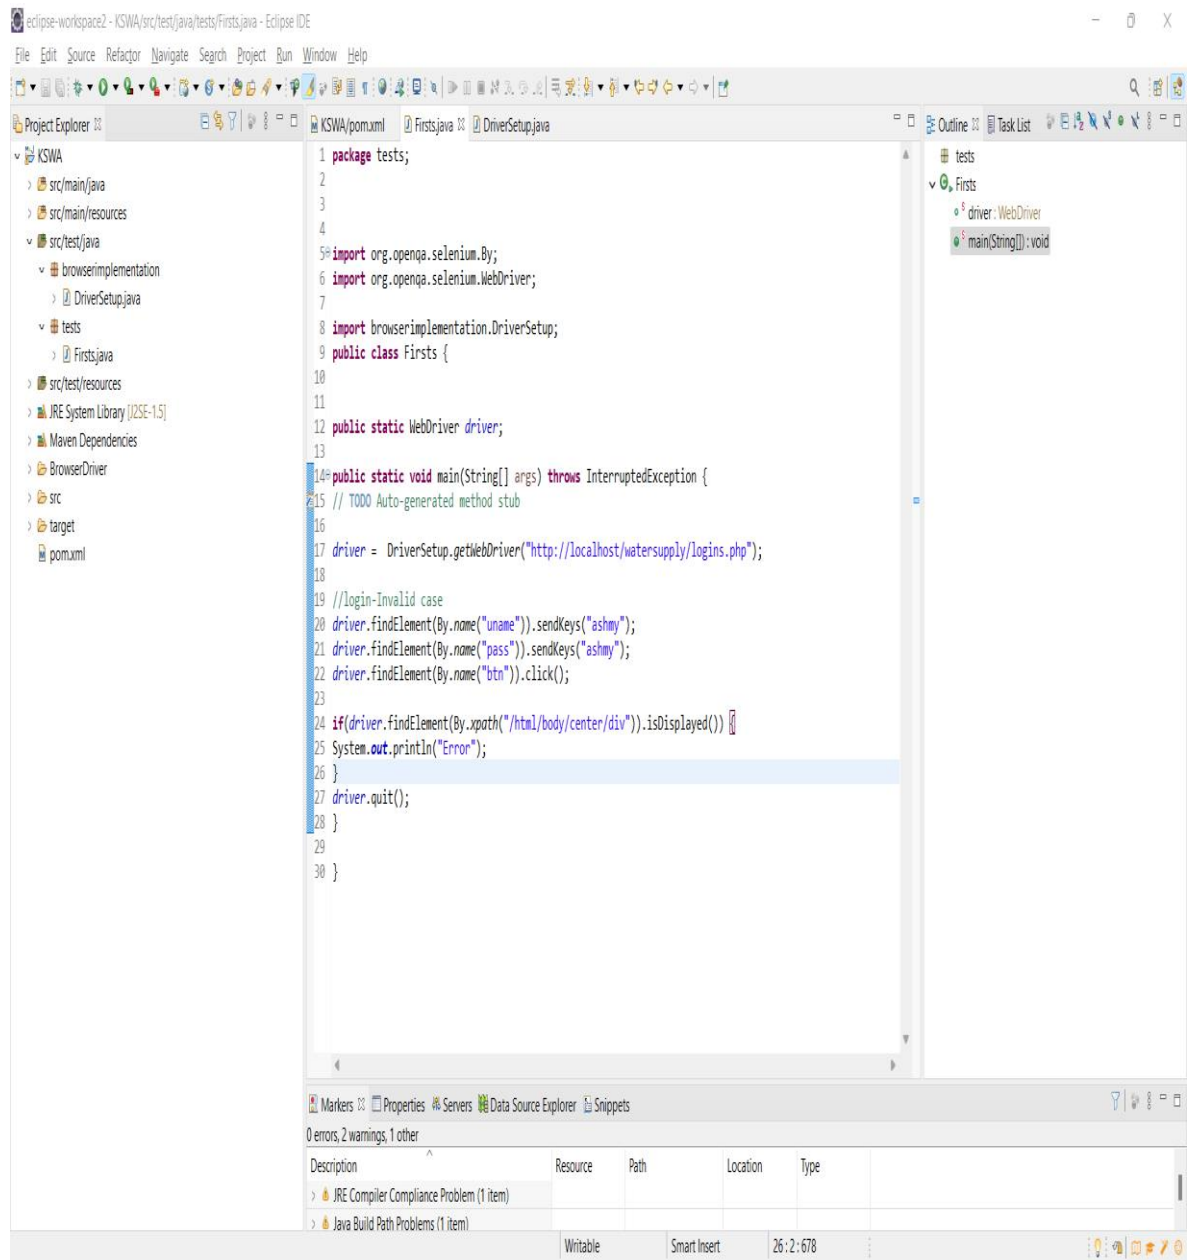 eclipse-workspace2 - KSWA/src/test/java/tests/Firsts.java - Eclipse IDE
File Edit Source Refactor Navigate Search Project Run Window Help
Project Explorer
KSWA
src/main/java
src/main/resources
src/test/java
browserimplementation
DriverSetup.java
tests
Firsts.java
src/test/resources
JRE System Library [J2SE-1.5]
Maven Dependencies
BrowserDriver
src
target
pom.xml
KSWA/pom.xml Firsts.java DriverSetup.java
1 package tests;
2
3
4
5 import org.openqa.selenium.By;
6 import org.openqa.selenium.WebDriver;
7
8 import browserimplementation.DriverSetup;
9 public class Firsts {
10
11
12 public static WebDriver driver;
13
14 public static void main(String[] args) throws InterruptedException {
15 // TODO Auto-generated method stub
16
17 driver = DriverSetup.getWebDriver("http://localhost/watersupply/logins.php");
18
19 //login-Invalid case
20 driver.findElement(By.name("uname")).sendKeys("ashmy");
21 driver.findElement(By.name("pass")).sendKeys("ashmy");
22 driver.findElement(By.name("btn")).click();
23
24 if(driver.findElement(By.xpath("/html/body/center/div")).isDisplayed()) {
25 System.out.println("Error");
26 }
27 driver.quit();
28 }
29
30 }
Outline Task List
tests
Firsts
driver : WebDriver
main(String[]) : void
Markers Properties Servers Data Source Explorer Snippets
0 errors, 2 warnings, 1 other
Description Resource Path Location Type
JRE Compiler Compliance Problem (1 item)
Java Build Path Problems (1 item)
Writable Smart Insert 26 : 2 : 678